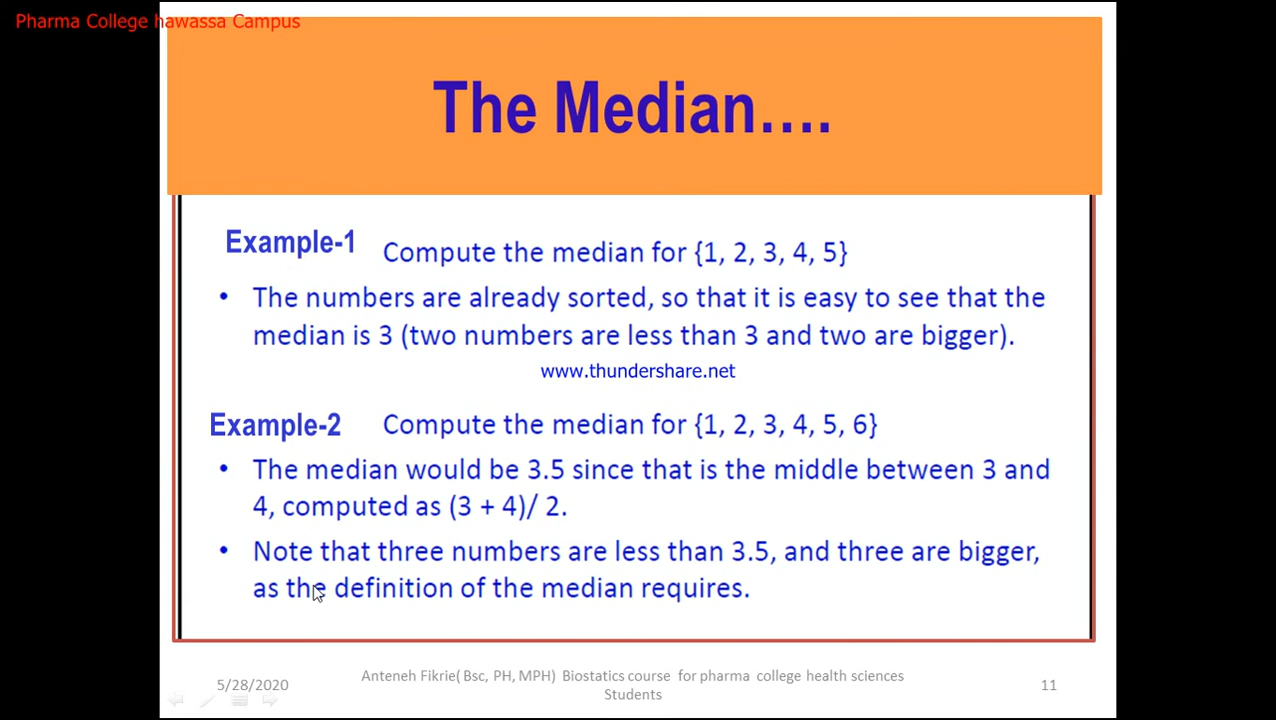 Pharma College hawassa Campus
The Median….
Example-1 Compute the median for {1, 2, 3, 4, 5}
• The numbers are already sorted, so that it is easy to see that the
median is 3 (two numbers are less than 3 and two are bigger).
www.thundershare.net
Example-2 Compute the median for {1, 2, 3, 4, 5, 6}
• The median would be 3.5 since that is the middle between 3 and
4, computed as (3 + 4)/ 2.
• Note that three numbers are less than 3.5, and three are bigger,
as the definition of the median requires.
5/28/2020
Anteneh Fikrie( Bsc, PH, MPH) Biostatics course for pharma college health sciences
Students
11